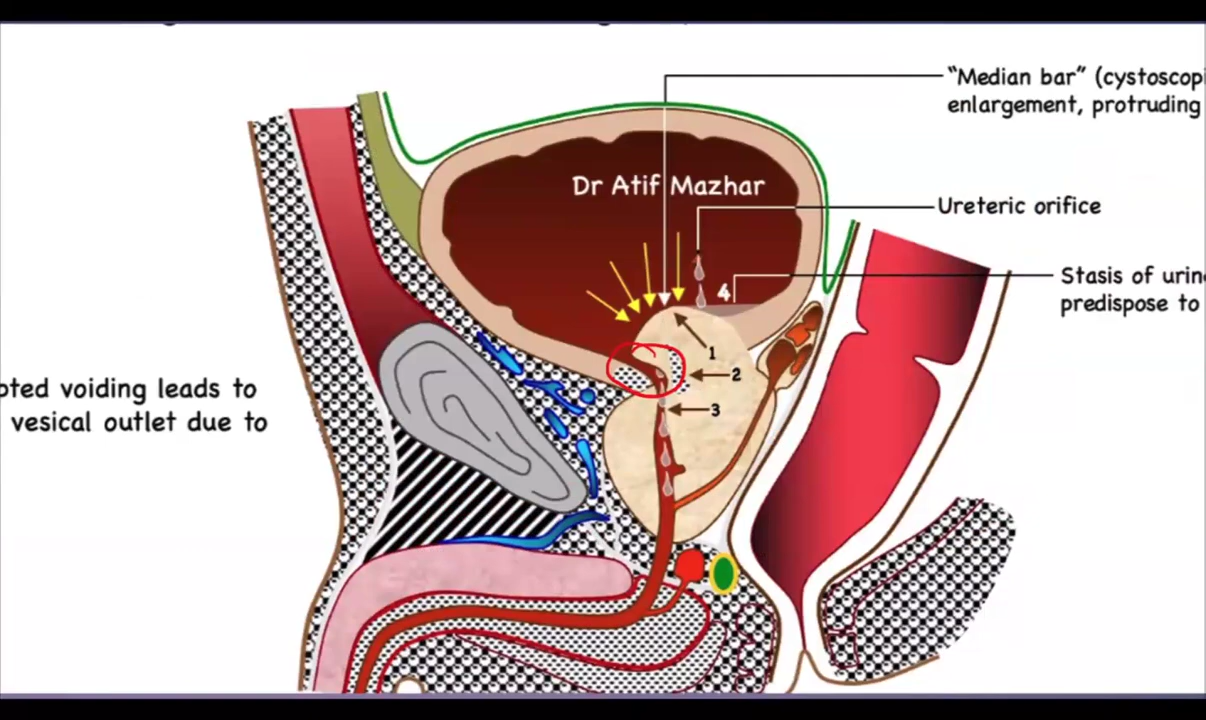 “Median bar” (cystoscopi
enlargement, protruding
Dr Atif Mazhar
Ureteric orifice
4
Stasis of urin
predispose to
1
2
3
pted voiding leads to
vesical outlet due to